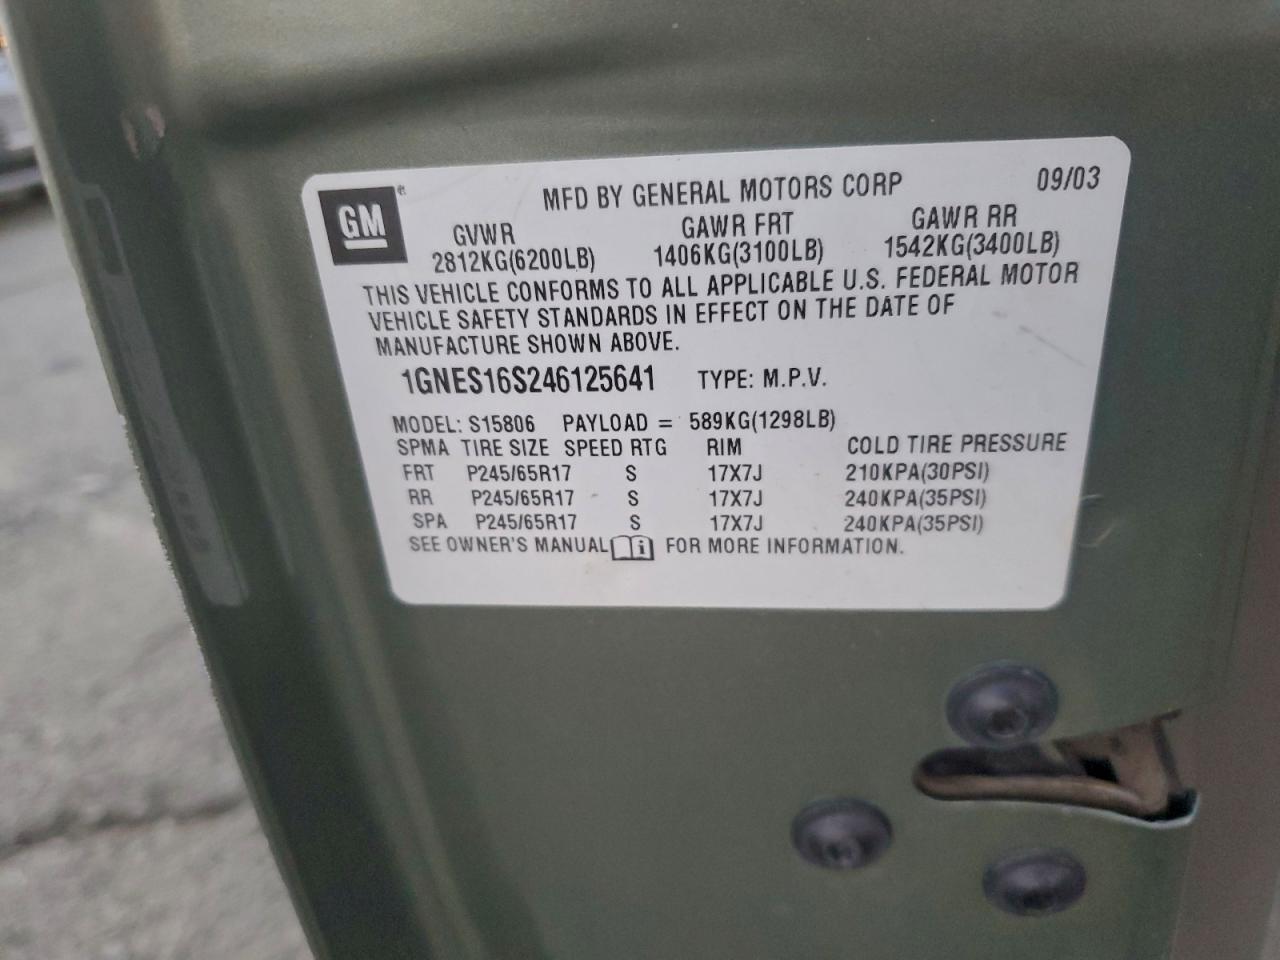 GM® MFD BY GENERAL MOTORS CORP 09/03
GVWR GAWR FRT GAWR RR
2812KG(6200LB) 1406KG(3100LB) 1542KG(3400LB)
THIS VEHICLE CONFORMS TO ALL APPLICABLE U.S. FEDERAL MOTOR
VEHICLE SAFETY STANDARDS IN EFFECT ON THE DATE OF
MANUFACTURE SHOWN ABOVE.
1GNES16S246125641 TYPE: M.P.V.
MODEL: S15806 PAYLOAD = 589KG(1298LB)
SPMA TIRE SIZE SPEED RTG RIM COLD TIRE PRESSURE
FRT P245/65R17 S 17X7J 210KPA(30PSI)
RR P245/65R17 S 17X7J 240KPA(35PSI)
SPA P245/65R17 S 17X7J 240KPA(35PSI)
SEE OWNER'S MANUAL i FOR MORE INFORMATION.